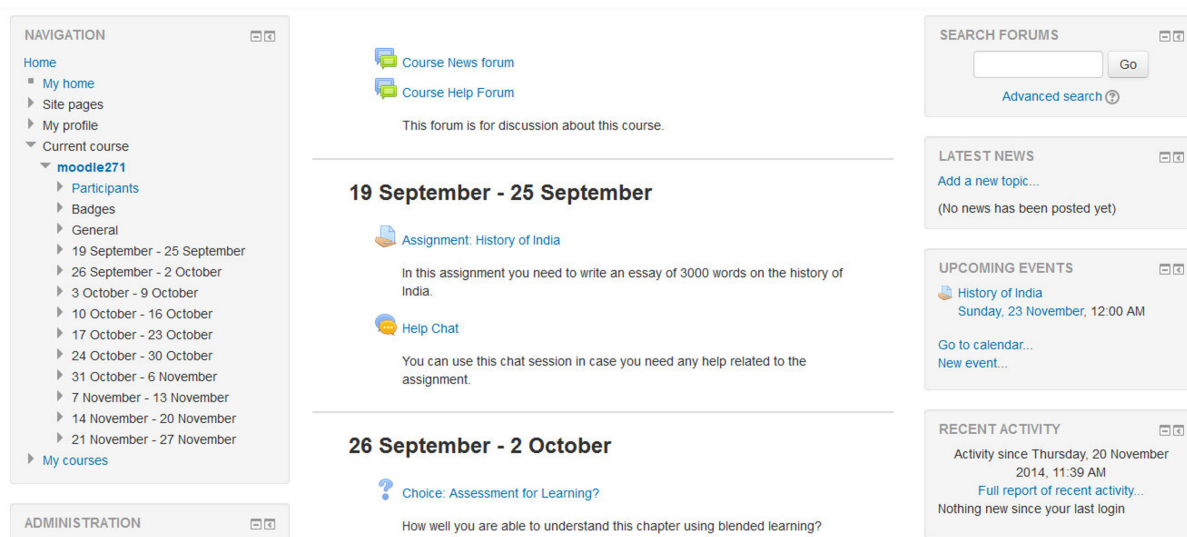 NAVIGATION
Home
My home
Site pages
My profile
Current course
moodle271
Participants
Badges
General
19 September - 25 September
26 September - 2 October
3 October - 9 October
10 October - 16 October
17 October - 23 October
24 October - 30 October
31 October - 6 November
7 November - 13 November
14 November - 20 November
21 November - 27 November
My courses
ADMINISTRATION
Course News forum
Course Help Forum
This forum is for discussion about this course.
19 September - 25 September
Assignment: History of India
In this assignment you need to write an essay of 3000 words on the history of
India.
Help Chat
You can use this chat session in case you need any help related to the
assignment.
26 September - 2 October
Choice: Assessment for Learning?
How well you are able to understand this chapter using blended learning?
SEARCH FORUMS
Go
Advanced search
LATEST NEWS
Add a new topic...
(No news has been posted yet)
UPCOMING EVENTS
History of India
Sunday, 23 November, 12:00 AM
Go to calendar...
New event...
RECENT ACTIVITY
Activity since Thursday, 20 November
2014, 11:39 AM
Full report of recent activity...
Nothing new since your last login